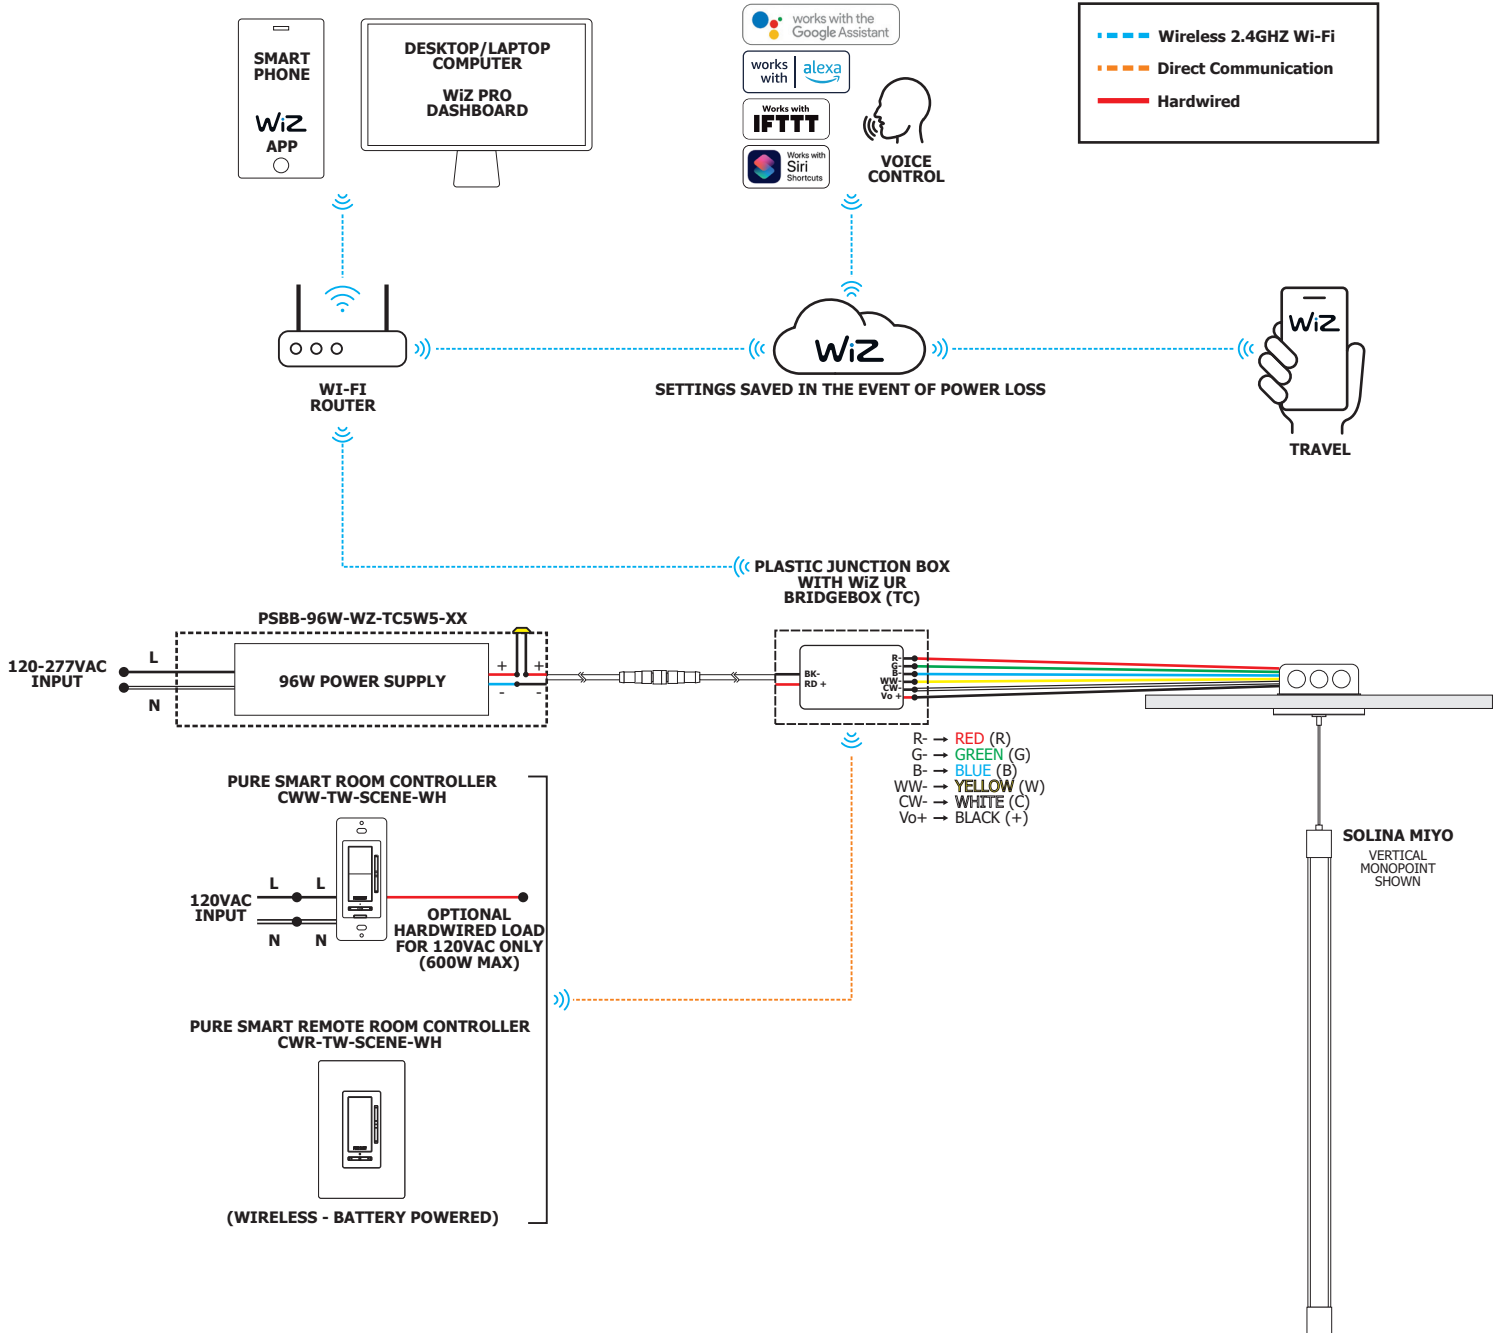 SMART
PHONE
WiZ
APP
DESKTOP/LAPTOP
COMPUTER
WiZ PRO
DASHBOARD
works with the
Google Assistant
works
with
alexa
Works with
IFTTT
Works with
Siri
Shortcuts
VOICE
CONTROL
Wireless 2.4GHZ Wi-Fi
Direct Communication
Hardwired
WI-FI
ROUTER
WiZ
SETTINGS SAVED IN THE EVENT OF POWER LOSS
WiZ
TRAVEL
PLASTIC JUNCTION BOX
WITH WiZ UR
BRIDGEBOX (TC)
PSBB-96W-WZ-TC5W5-XX
120-277VAC
INPUT
L
N
96W POWER SUPPLY
+ +
- -
BK-
RD +
R-
G-
B-
WW-
CW-
Vo +
R- → RED (R)
G- → GREEN (G)
B- → BLUE (B)
WW- → YELLOW (W)
CW- → WHITE (C)
Vo+ → BLACK (+)
SOLINA MIYO
VERTICAL
MONOPOINT
SHOWN
PURE SMART ROOM CONTROLLER
CWW-TW-SCENE-WH
120VAC
INPUT
L L
N N
OPTIONAL
HARDWIRED LOAD
FOR 120VAC ONLY
(600W MAX)
PURE SMART REMOTE ROOM CONTROLLER
CWR-TW-SCENE-WH
(WIRELESS - BATTERY POWERED)